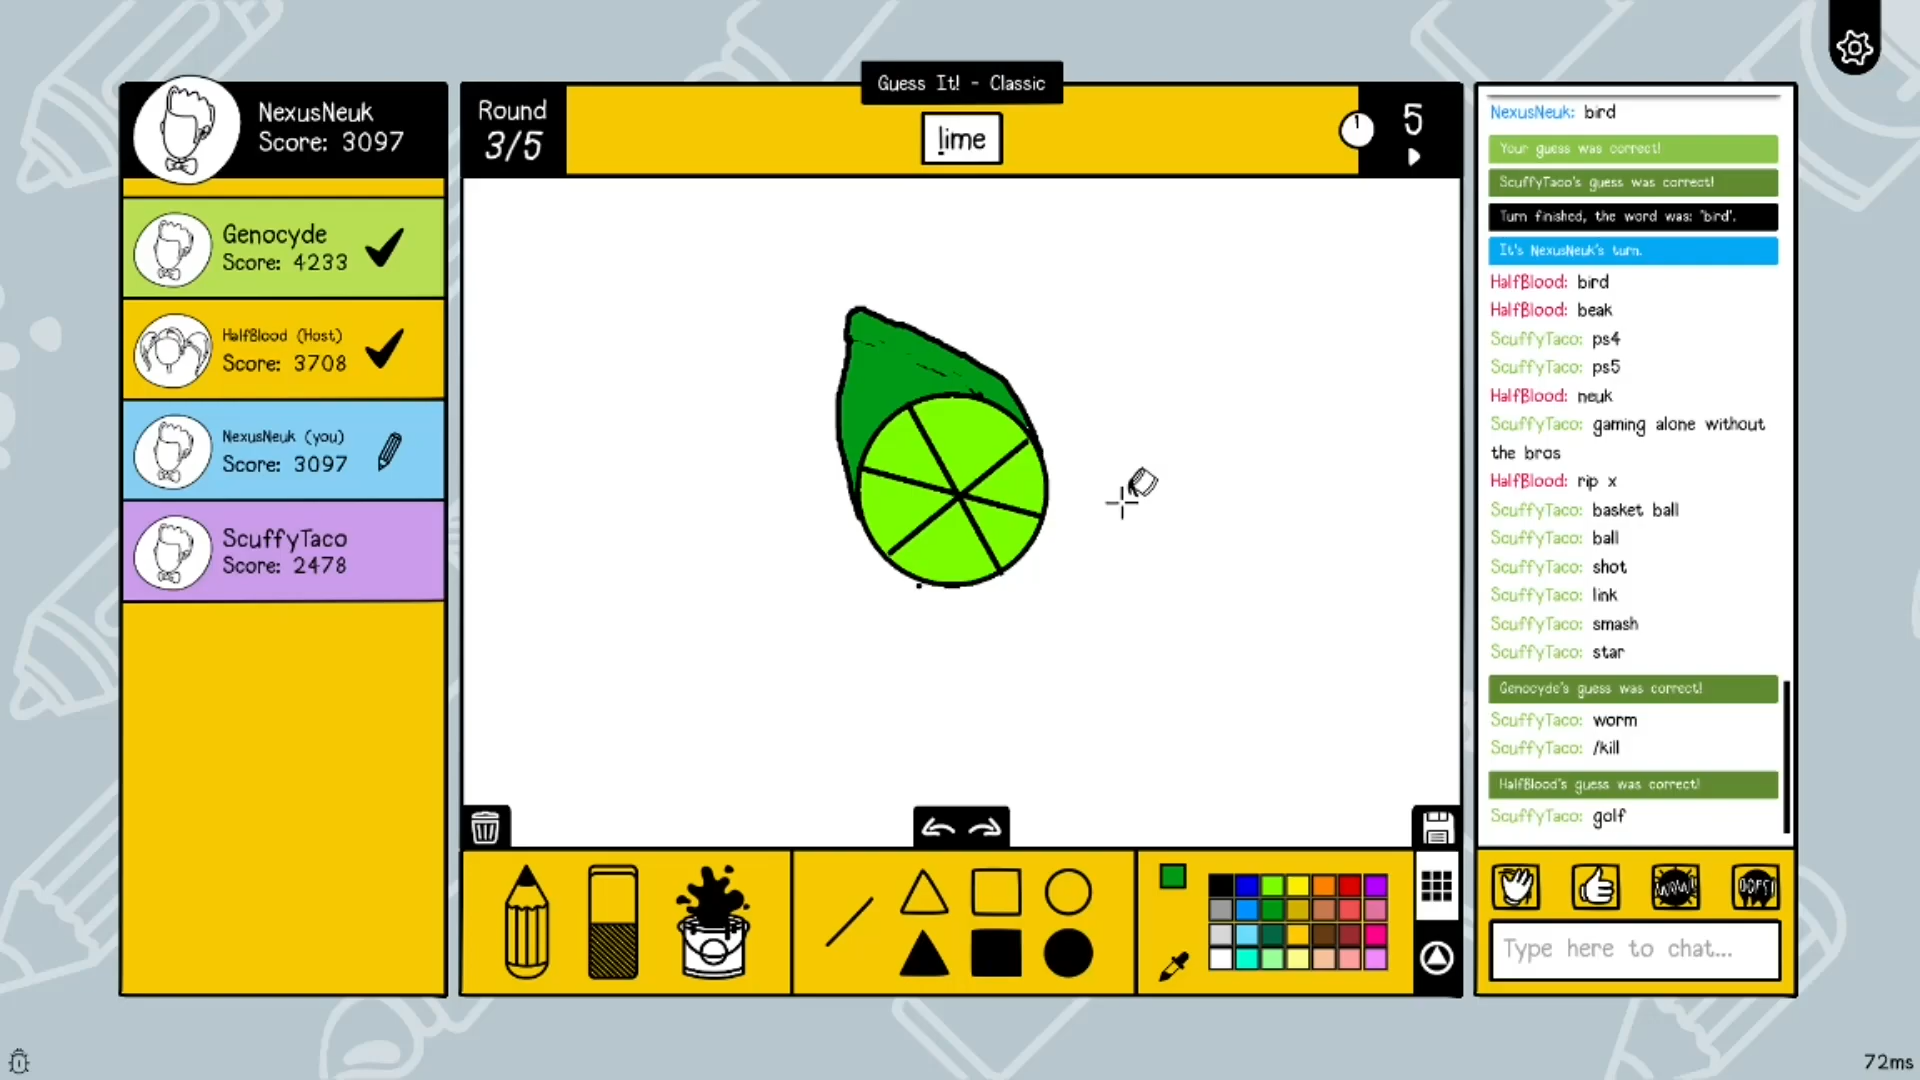 Guess It! - Classic
NexusNeuk
Score: 3097
Round
3/5
lime
5
Genocyde
Score: 4233
HalfBlood (Host)
Score: 3708
NexusNeuk (you)
Score: 3097
ScuffyTaco
Score: 2478
NexusNeuk: bird
Your guess was correct!
ScuffyTaco's guess was correct!
Turn finished, the word was: 'bird'.
It's NexusNeuk's turn.
HalfBlood: bird
HalfBlood: beak
ScuffyTaco: ps4
ScuffyTaco: ps5
HalfBlood: neuk
ScuffyTaco: gaming alone without
the bros
HalfBlood: rip x
ScuffyTaco: basket ball
ScuffyTaco: ball
ScuffyTaco: shot
ScuffyTaco: link
ScuffyTaco: smash
ScuffyTaco: star
Genocyde's guess was correct!
ScuffyTaco: worm
ScuffyTaco: /kill
HalfBlood's guess was correct!
ScuffyTaco: golf
WOW!
OOPS!
Type here to chat...
72ms